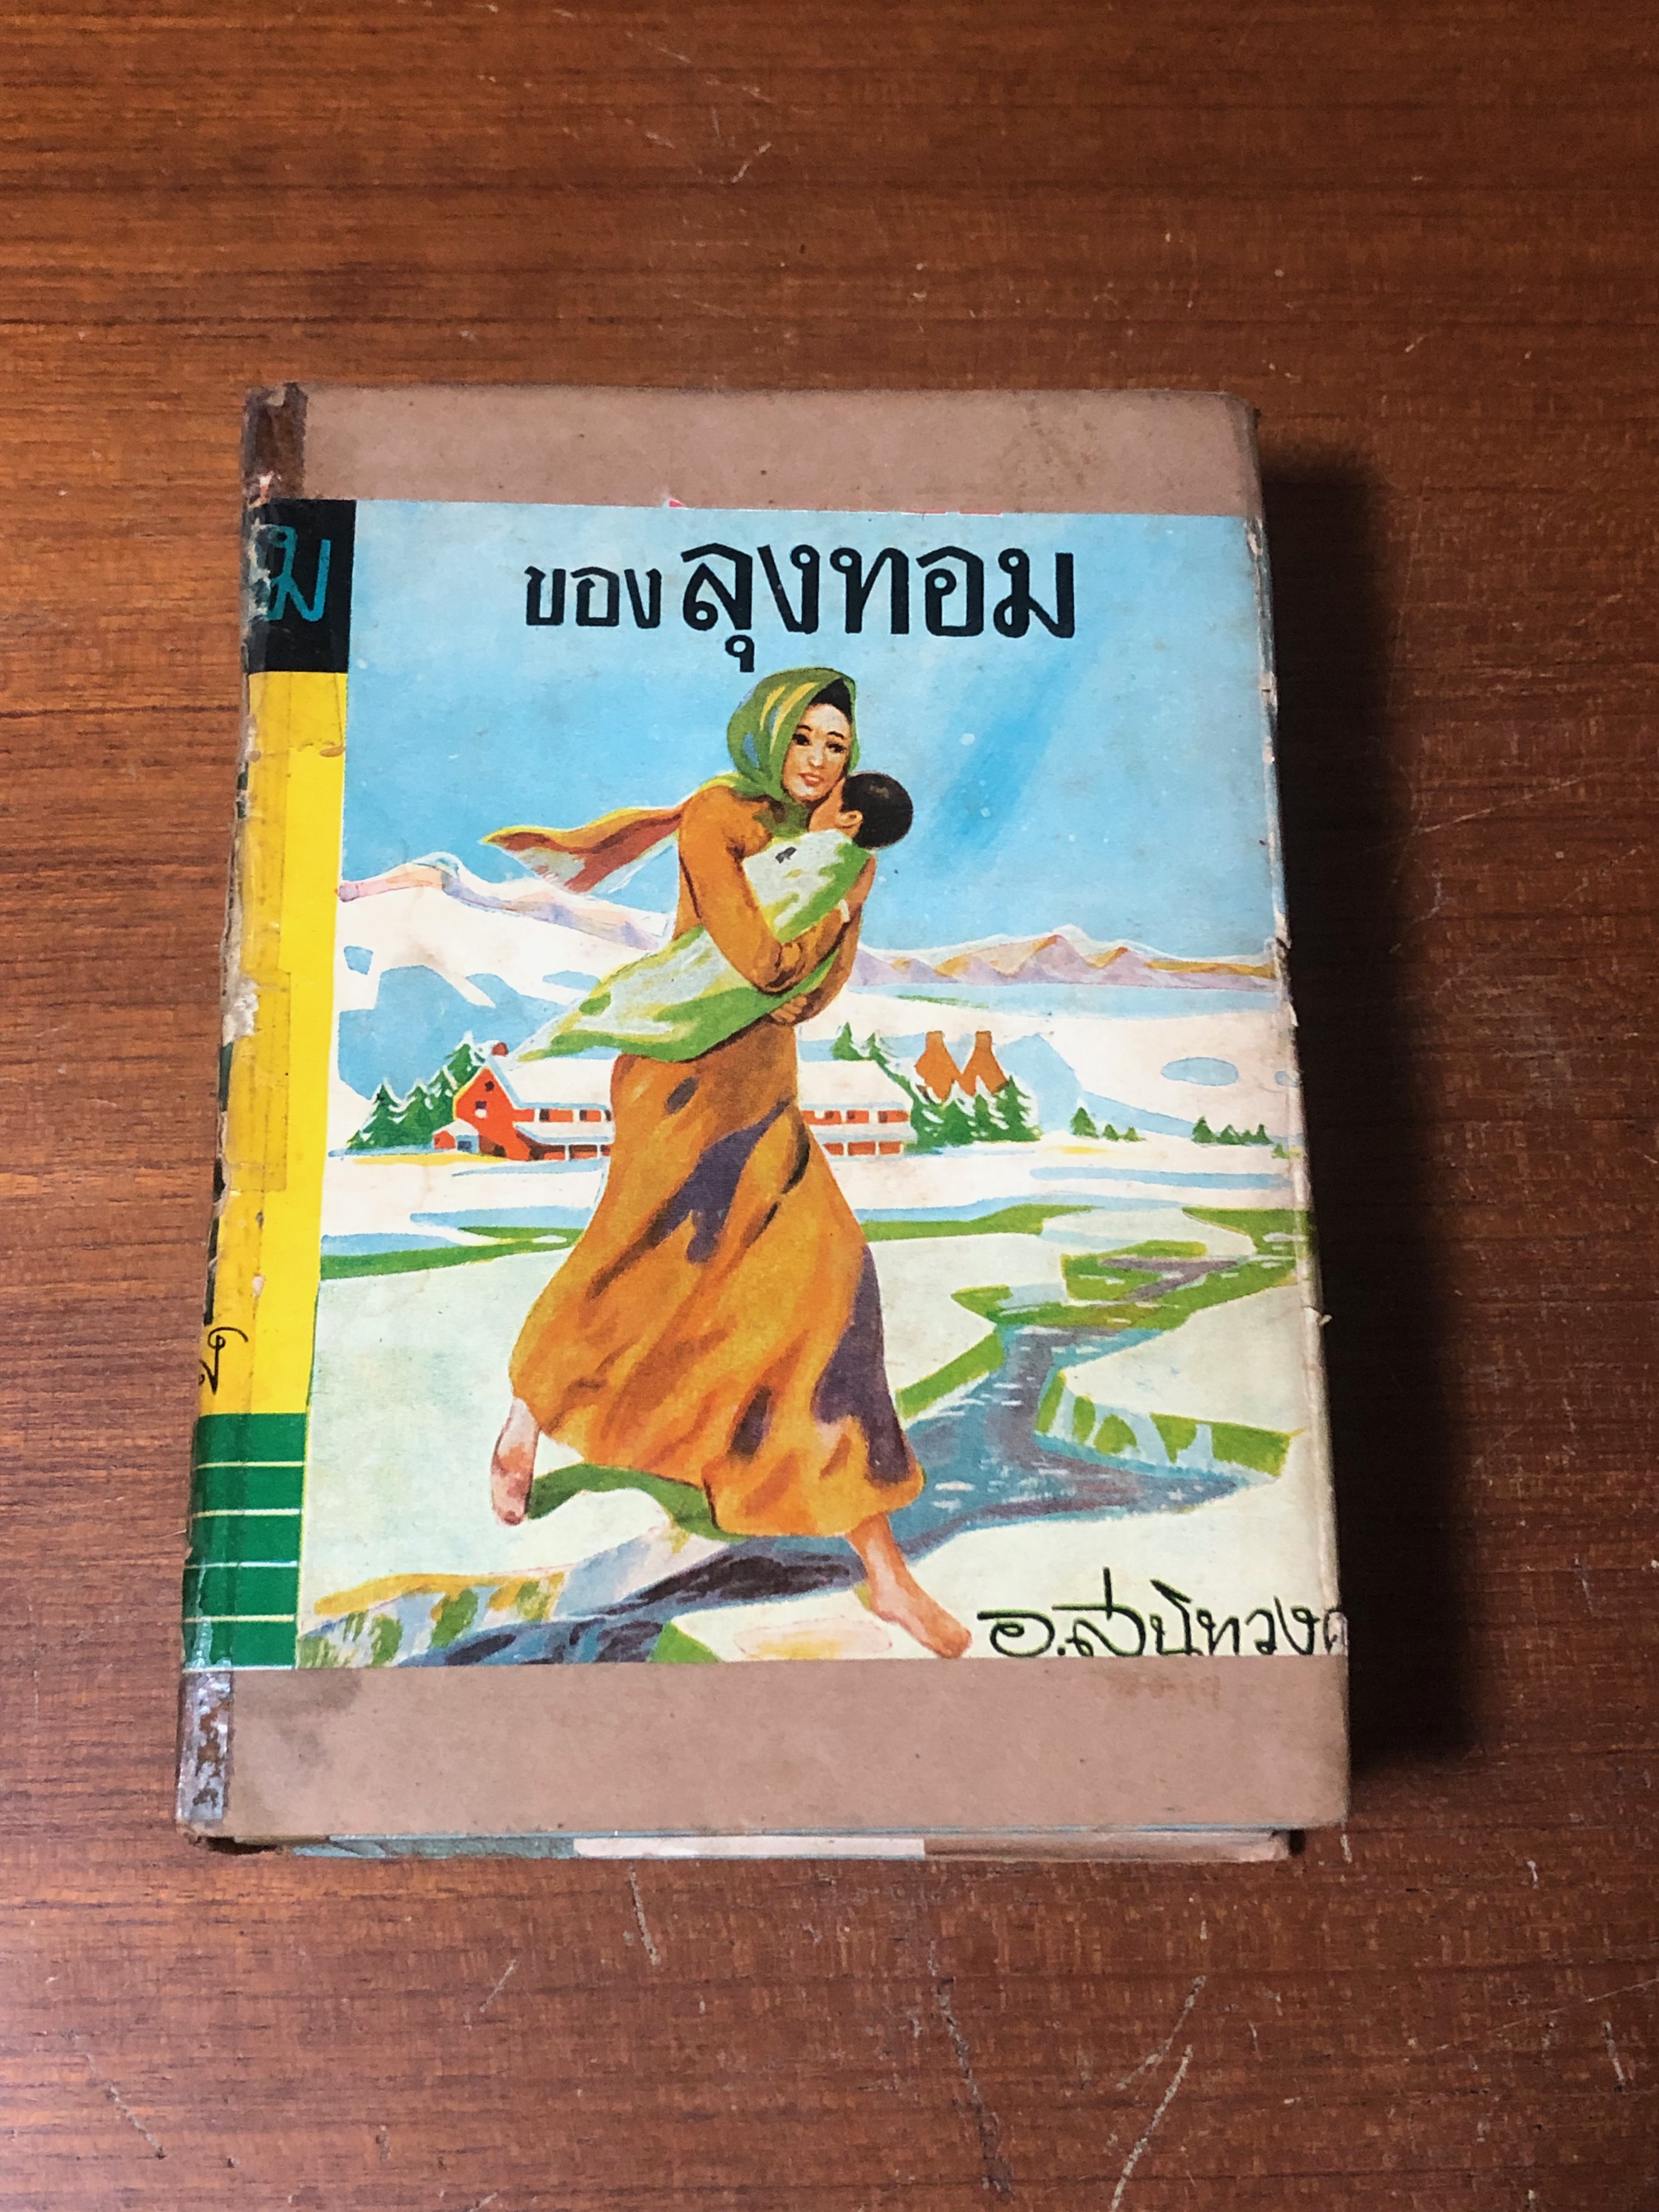 ม
ของ ลุงทอม
อ.สนิทวงศ